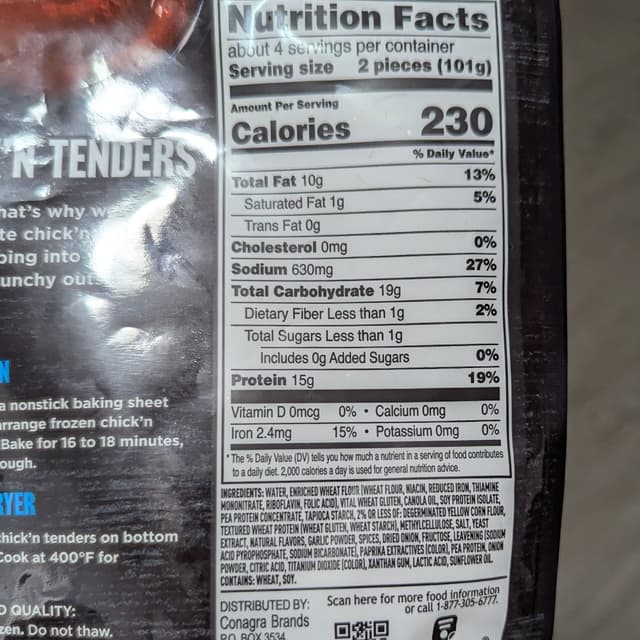 'N TENDERS
hat's why w
te chick'n
ping into
unchy out
N
a nonstick baking sheet
arrange frozen chick'n
Bake for 16 to 18 minutes,
ough.
RYER
chick'n tenders on bottom
Cook at 400°F for
D QUALITY:
zen. Do not thaw.
Nutrition Facts
about 4 servings per container
Serving size 2 pieces (101g)
Amount Per Serving
Calories 230
% Daily Value*
Total Fat 10g 13%
Saturated Fat 1g 5%
Trans Fat 0g
Cholesterol 0mg 0%
Sodium 630mg 27%
Total Carbohydrate 19g 7%
Dietary Fiber Less than 1g 2%
Total Sugars Less than 1g
Includes 0g Added Sugars 0%
Protein 15g 19%
Vitamin D 0mcg 0% • Calcium 0mg 0%
Iron 2.4mg 15% • Potassium 0mg 0%
* The % Daily Value (DV) tells you how much a nutrient in a serving of food contributes
to a daily diet. 2,000 calories a day is used for general nutrition advice.
INGREDIENTS: WATER, ENRICHED WHEAT FLOUR (WHEAT FLOUR, NIACIN, REDUCED IRON, THIAMINE
MONONITRATE, RIBOFLAVIN, FOLIC ACID), VITAL WHEAT GLUTEN, CANOLA OIL, SOY PROTEIN ISOLATE,
PEA PROTEIN CONCENTRATE, TAPIOCA STARCH, 2% OR LESS OF: DEGERMINATED YELLOW CORN FLOUR,
TEXTURED WHEAT PROTEIN (WHEAT GLUTEN, WHEAT STARCH), METHYLCELLULOSE, SALT, YEAST
EXTRACT, NATURAL FLAVORS, GARLIC POWDER, SPICES, DRIED ONION, FRUCTOSE, LEAVENING (SODIUM
ACID PYROPHOSPHATE, SODIUM BICARBONATE), PAPRIKA EXTRACTIVES (COLOR), PEA PROTEIN, ONION
POWDER, CITRIC ACID, TITANIUM DIOXIDE (COLOR), XANTHAN GUM, LACTIC ACID, SUNFLOWER OIL.
CONTAINS: WHEAT, SOY.
DISTRIBUTED BY:
Conagra Brands
P.O. BOX 3534
Scan here for more food information
or call 1-877-305-6777.